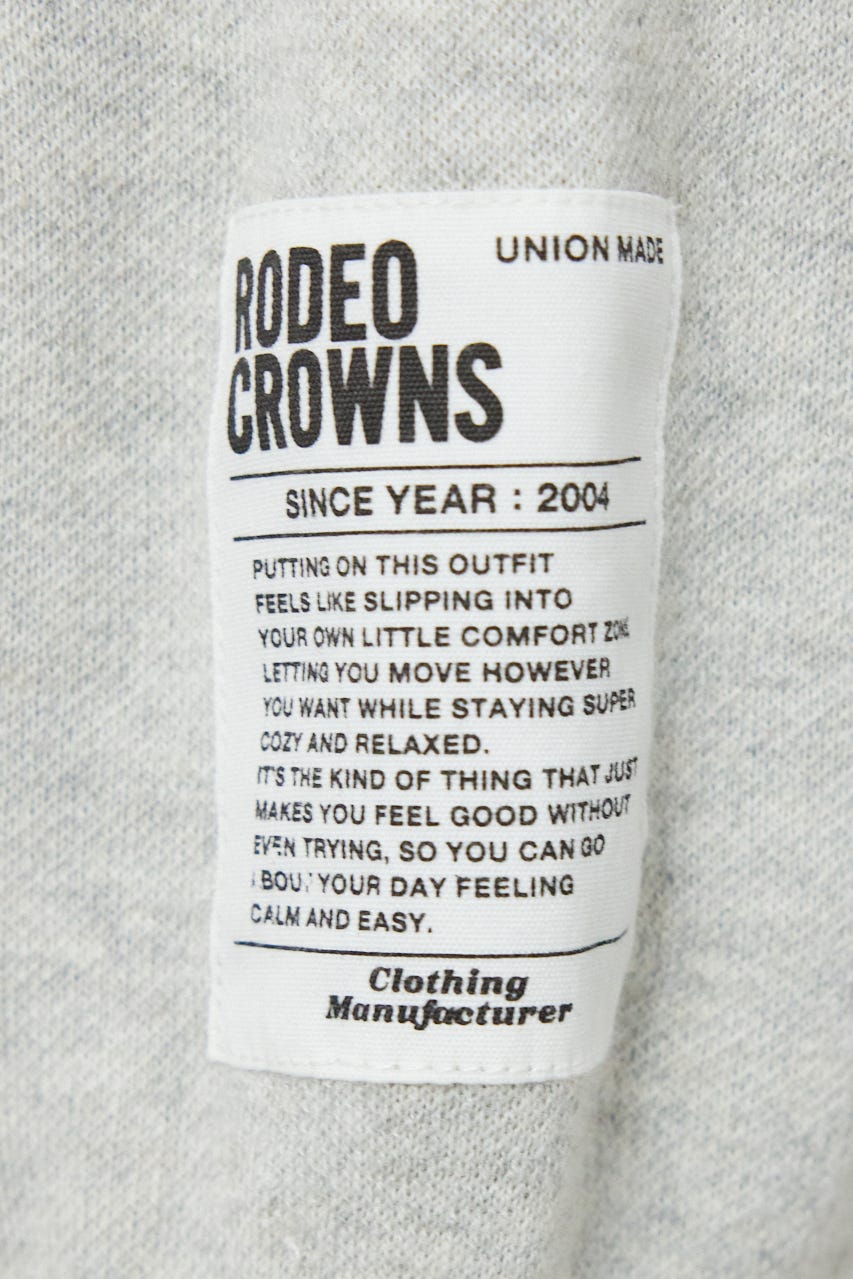 UNION MADE
RODEO
CROWNS
SINCE YEAR : 2004
PUTTING ON THIS OUTFIT
FEELS LIKE SLIPPING INTO
YOUR OWN LITTLE COMFORT ZONE
LETTING YOU MOVE HOWEVER
YOU WANT WHILE STAYING SUPER
COZY AND RELAXED.
IT'S THE KIND OF THING THAT JUST
MAKES YOU FEEL GOOD WITHOUT
EVEN TRYING, SO YOU CAN GO
ABOUT YOUR DAY FEELING
CALM AND EASY.
Clothing
Manufacturer